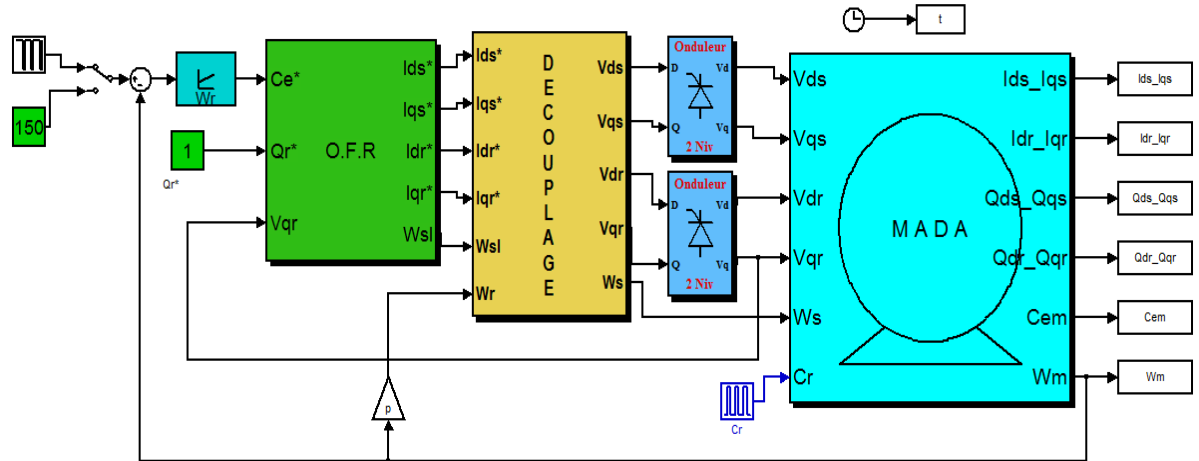 t
150
Wr
1
Qr*
Ce*
Qr*
Vqr
O.F.R
Ids*
Iqs*
Idr*
Iqr*
Wsl
Ids*
Iqs*
Idr*
Iqr*
Wsl
Wr
DECOUPLAGE
Vds
Vqs
Vdr
Vqr
Ws
Onduleur
D
Vd
Q
Vq
2 Niv
Onduleur
D
Vd
Q
Vq
2 Niv
Vds
Vqs
Vdr
Vqr
Ws
Cr
MADA
Ids_Iqs
Idr_Iqr
Qds_Qqs
Qdr_Qqr
Cem
Wm
Ids_Iqs
Idr_Iqr
Qds_Qqs
Qdr_Qqr
Cem
Wm
Cr
p